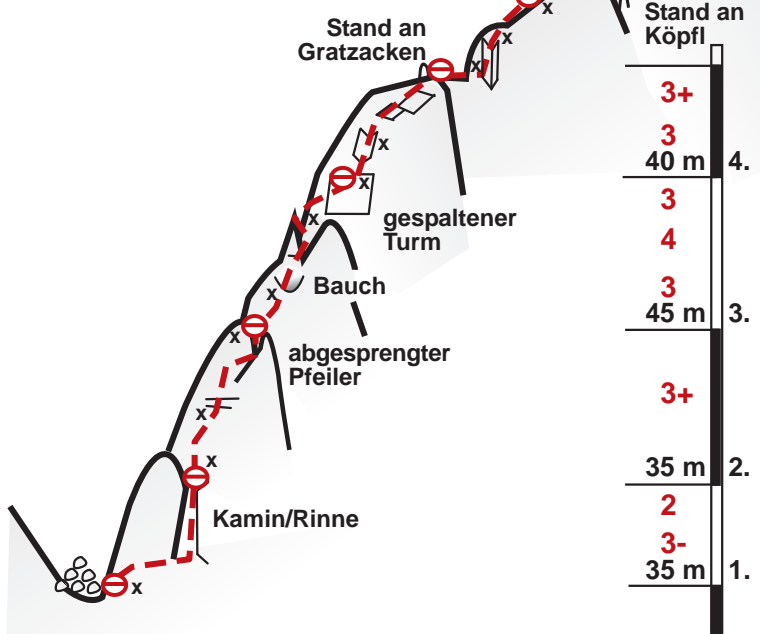 Stand an
Gratzacken
Stand an
Köpfl
x
x
x
3+
3
40 m 4.
x
x
x
3
4
3
45 m 3.
gespaltener
Turm
Bauch
x
x
abgesprengter
Pfeiler
3+
35 m 2.
x
x
Kamin/Rinne
2
3-
35 m 1.
x